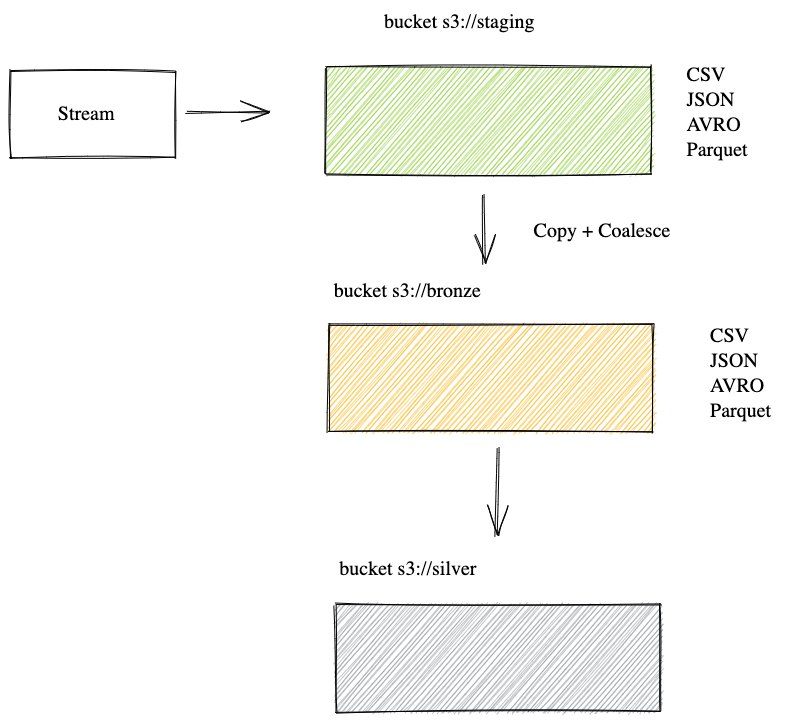 bucket s3://staging
Stream
CSV
JSON
AVRO
Parquet
Copy + Coalesce
bucket s3://bronze
CSV
JSON
AVRO
Parquet
bucket s3://silver